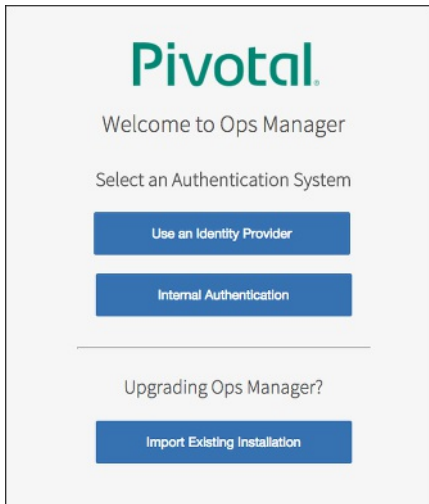 Pivotal.
Welcome to Ops Manager
Select an Authentication System
Use an Identity Provider
Internal Authentication
Upgrading Ops Manager?
Import Existing Installation